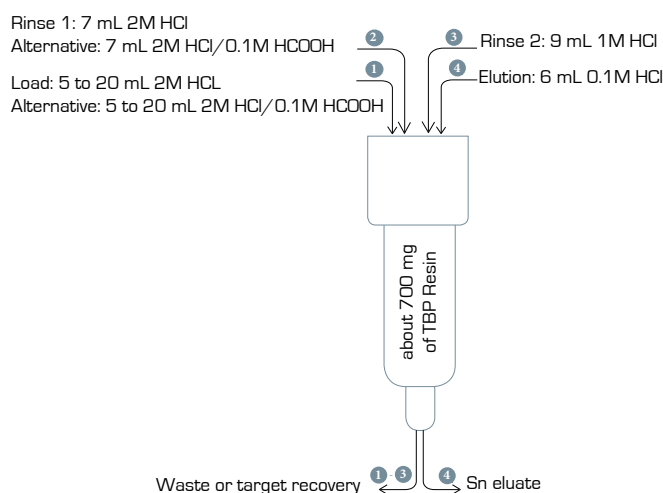 Rinse 1: 7 mL 2M HCl
Alternative: 7 mL 2M HCl/0.1M HCOOH
2
3
Rinse 2: 9 mL 1M HCl
1
4
Load: 5 to 20 mL 2M HCL
Elution: 6 mL 0.1M HCl
Alternative: 5 to 20 mL 2M HCl/0.1M HCOOH
about 700 mg
of TBP Resin
Waste or target recovery
1 - 3
4
Sn eluate